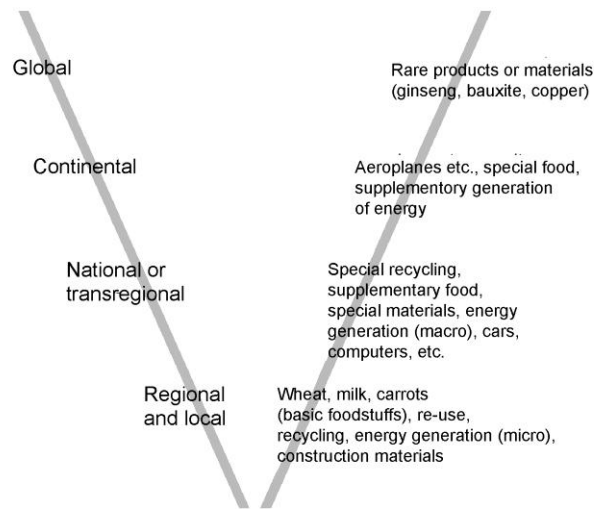 Global
Rare products or materials
(ginseng, bauxite, copper)
Continental
Aeroplanes etc., special food,
supplementary generation
of energy
National or
transregional
Special recycling,
supplementary food,
special materials, energy
generation (macro), cars,
computers, etc.
Regional
and local
Wheat, milk, carrots
(basic foodstuffs), re-use,
recycling, energy generation (micro),
construction materials